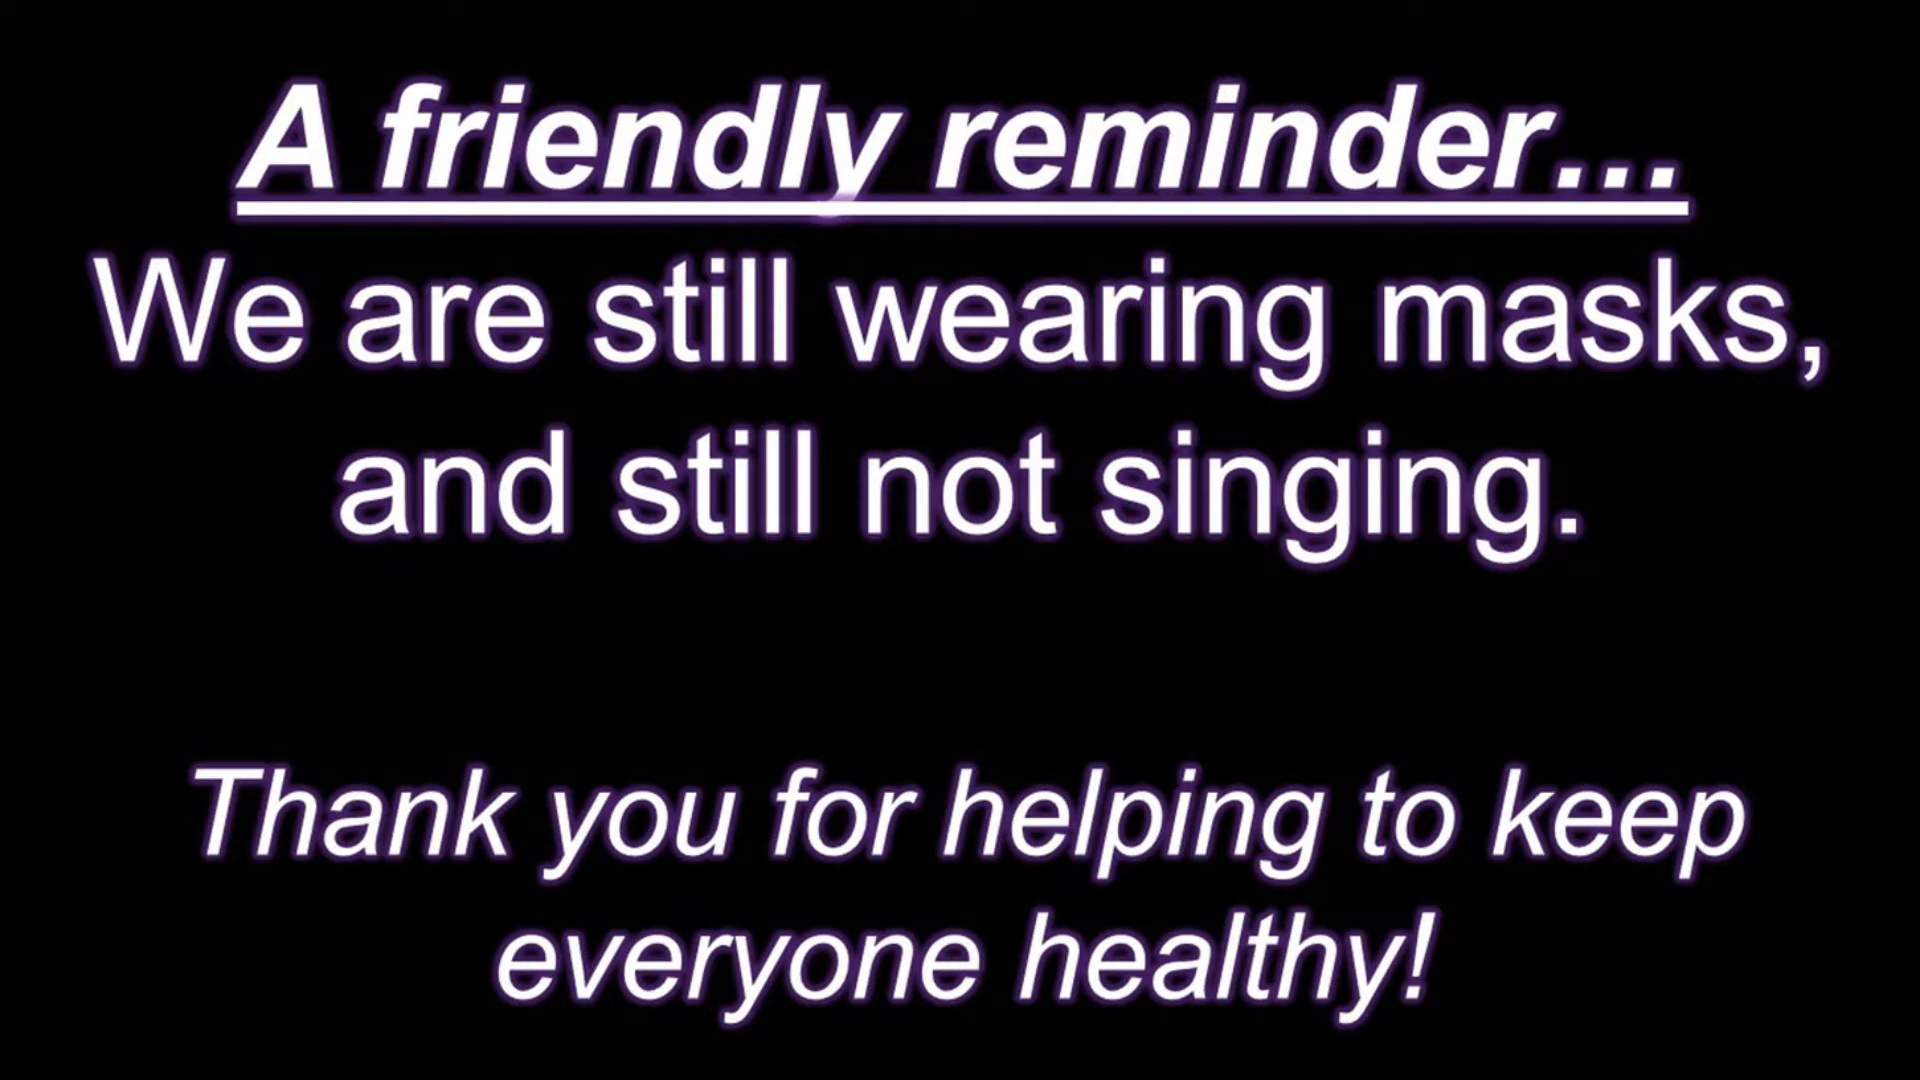 A friendly reminder...
We are still wearing masks,
and still not singing.
Thank you for helping to keep
everyone healthy!